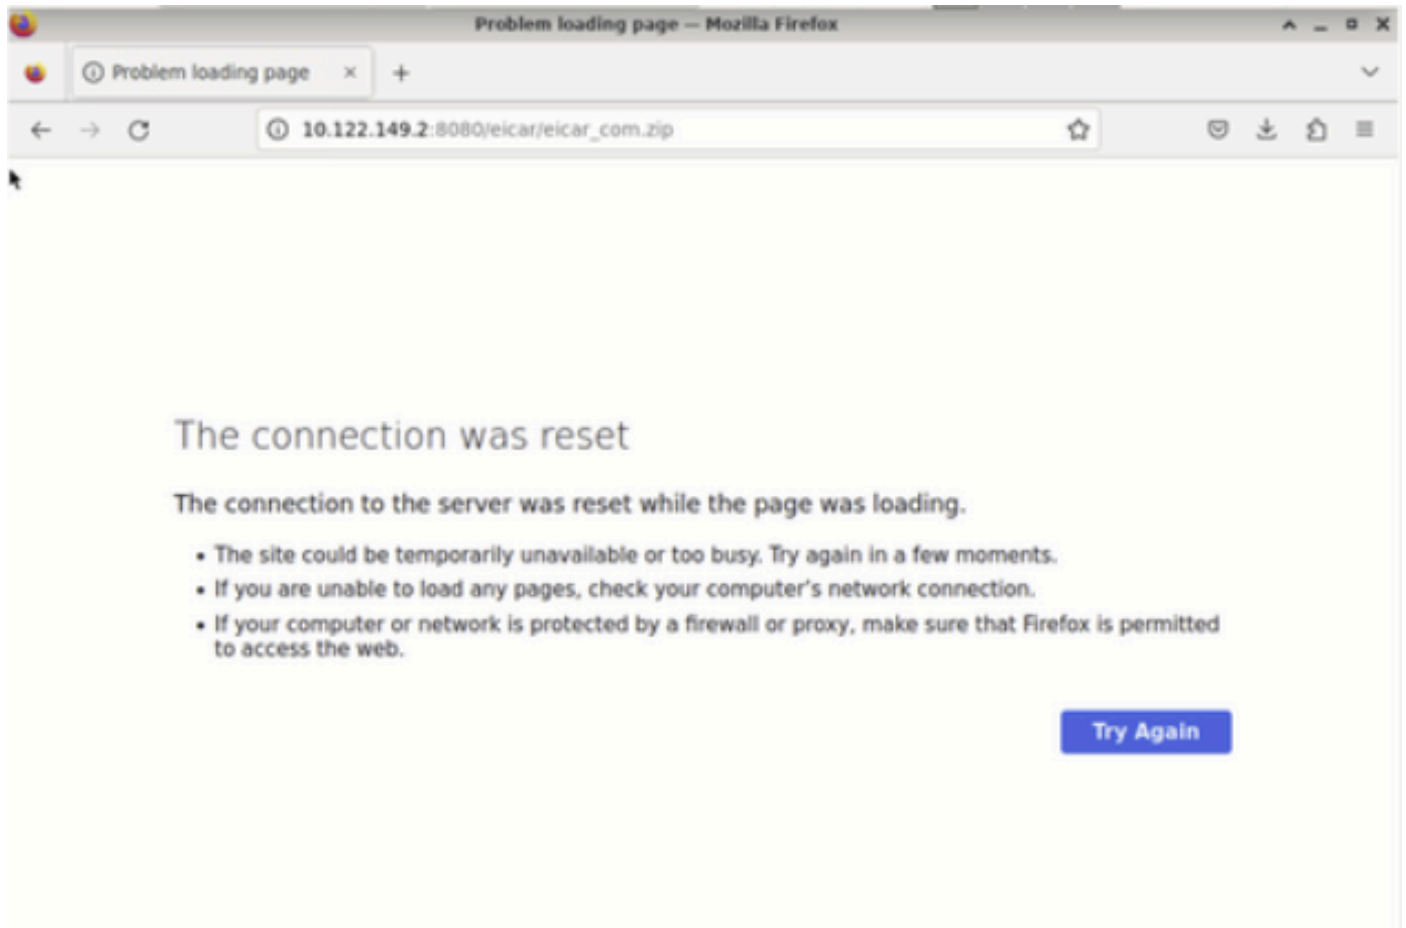 Problem loading page — Mozilla Firefox
Problem loading page
10.122.149.2:8080/eicar/eicar_com.zip
The connection was reset
The connection to the server was reset while the page was loading.
• The site could be temporarily unavailable or too busy. Try again in a few moments.
• If you are unable to load any pages, check your computer's network connection.
• If your computer or network is protected by a firewall or proxy, make sure that Firefox is permitted
to access the web.
Try Again